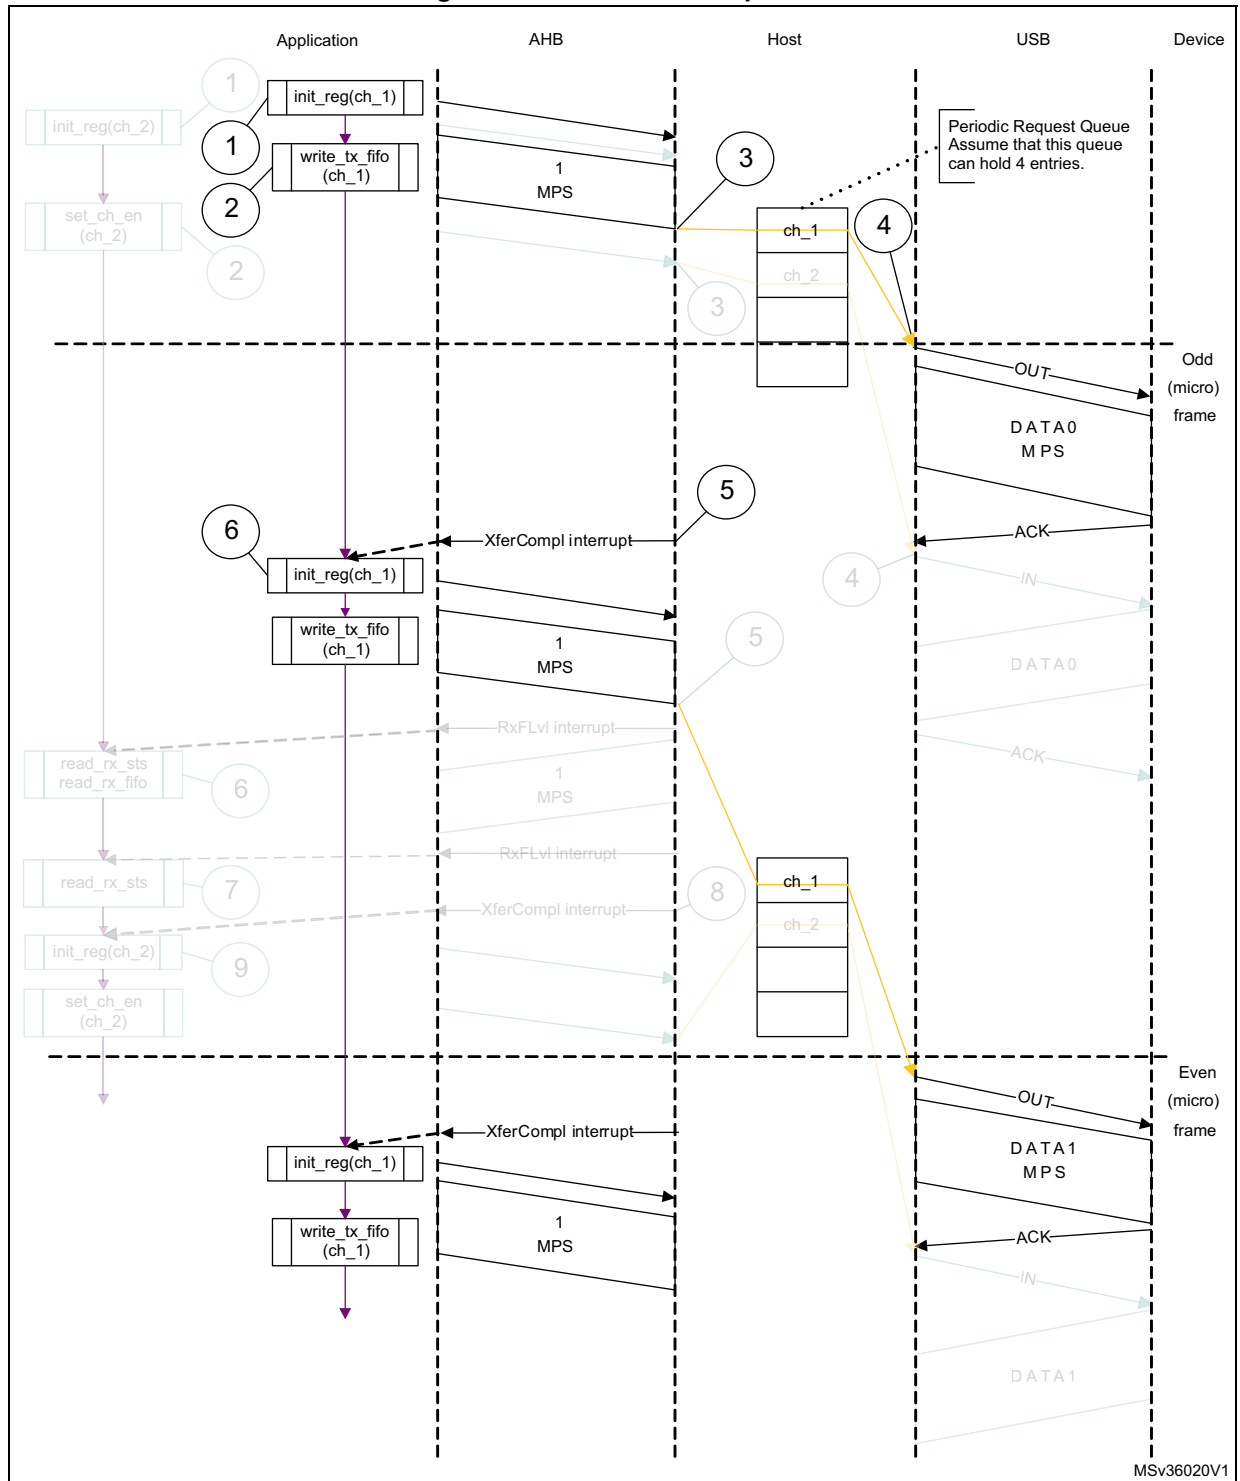 Application AHB Host USB Device
1
init_reg(ch_1)
init_reg(ch_2)
Periodic Request Queue
Assume that this queue
can hold 4 entries.
1
write_tx_fifo
(ch_1)
1
MPS
3
2
set_ch_en
(ch_2)
4
ch_1
2
ch_2
3
Odd
(micro)
frame
OUT
DATA0
MPS
5
6
XferCompl interrupt
ACK
init_reg(ch_1)
4
IN
write_tx_fifo
(ch_1)
1
MPS
5
DATA0
RxFLvl interrupt
ACK
read_rx_sts
read_rx_fifo
6
1
MPS
RxFLvl interrupt
read_rx_sts
7
ch_1
8
XferCompl interrupt
ch_2
init_reg(ch_2)
9
set_ch_en
(ch_2)
Even
(micro)
frame
OUT
XferCompl interrupt
DATA1
MPS
init_reg(ch_1)
write_tx_fifo
(ch_1)
1
MPS
ACK
IN
DATA1
MSv36020V1